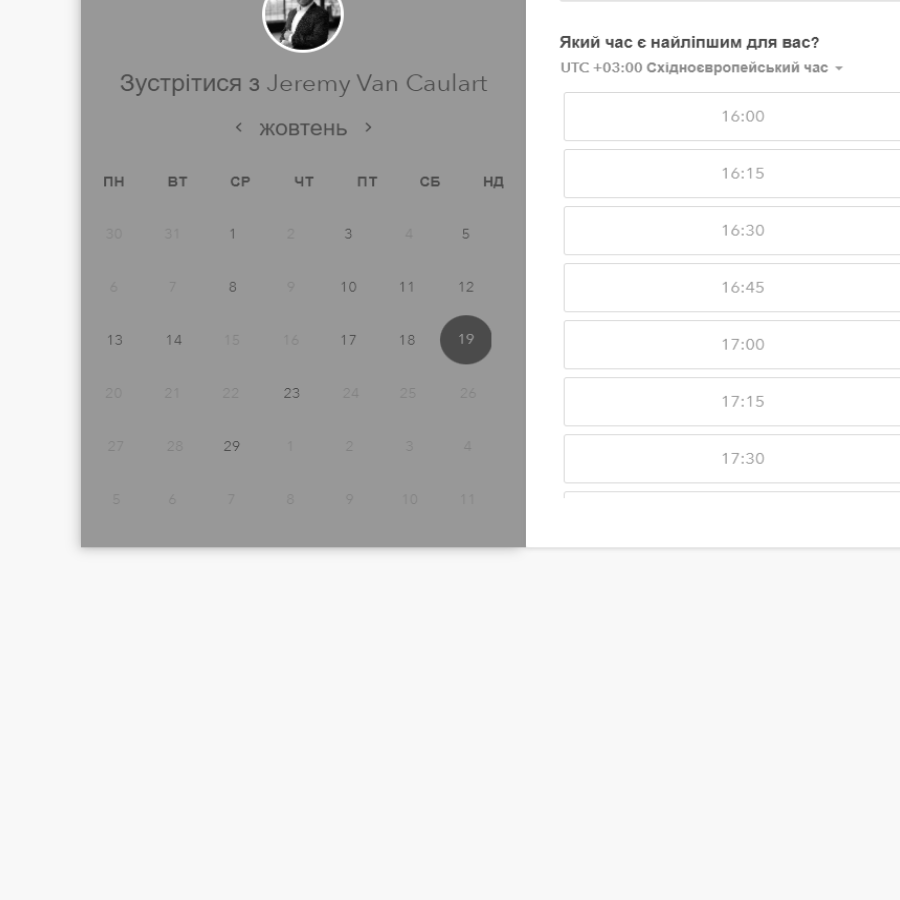 Зустрітися з Jeremy Van Caulart
жовтень
ПН ВТ СР ЧТ ПТ СБ НД
30 31 1 2 3 4 5
6 7 8 9 10 11 12
13 14 15 16 17 18 19
20 21 22 23 24 25 26
27 28 29 1 2 3 4
5 6 7 8 9 10 11
Який час є найліпшим для вас?
UTC +03:00 Східноєвропейський час
16:00
16:15
16:30
16:45
17:00
17:15
17:30